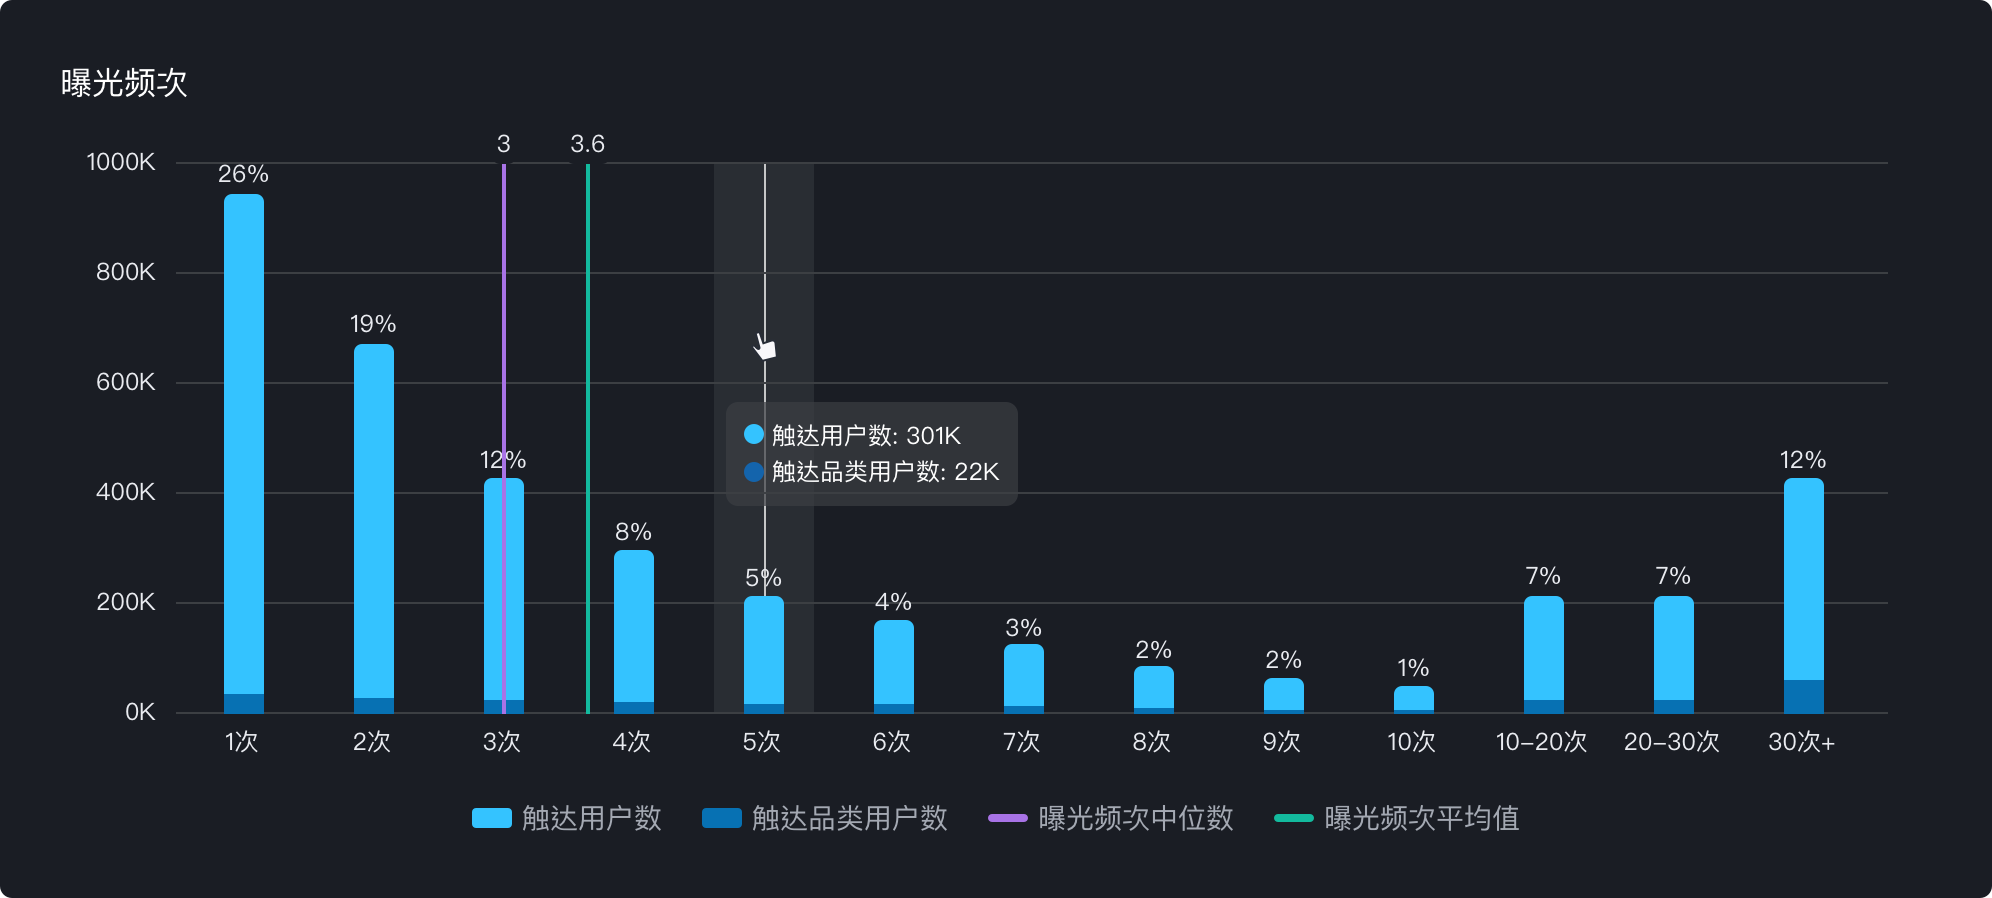 曝光频次
3 3.6
1000K
26%
800K
19%
600K
触达用户数: 301K
12%
12%
触达品类用户数: 22K
400K
8%
5%
7%
7%
200K
4%
3%
2%
2%
1%
0K
1次 2次 3次 4次 5次 6次 7次 8次 9次 10次 10–20次 20–30次 30次+
触达用户数 触达品类用户数 曝光频次中位数 曝光频次平均值